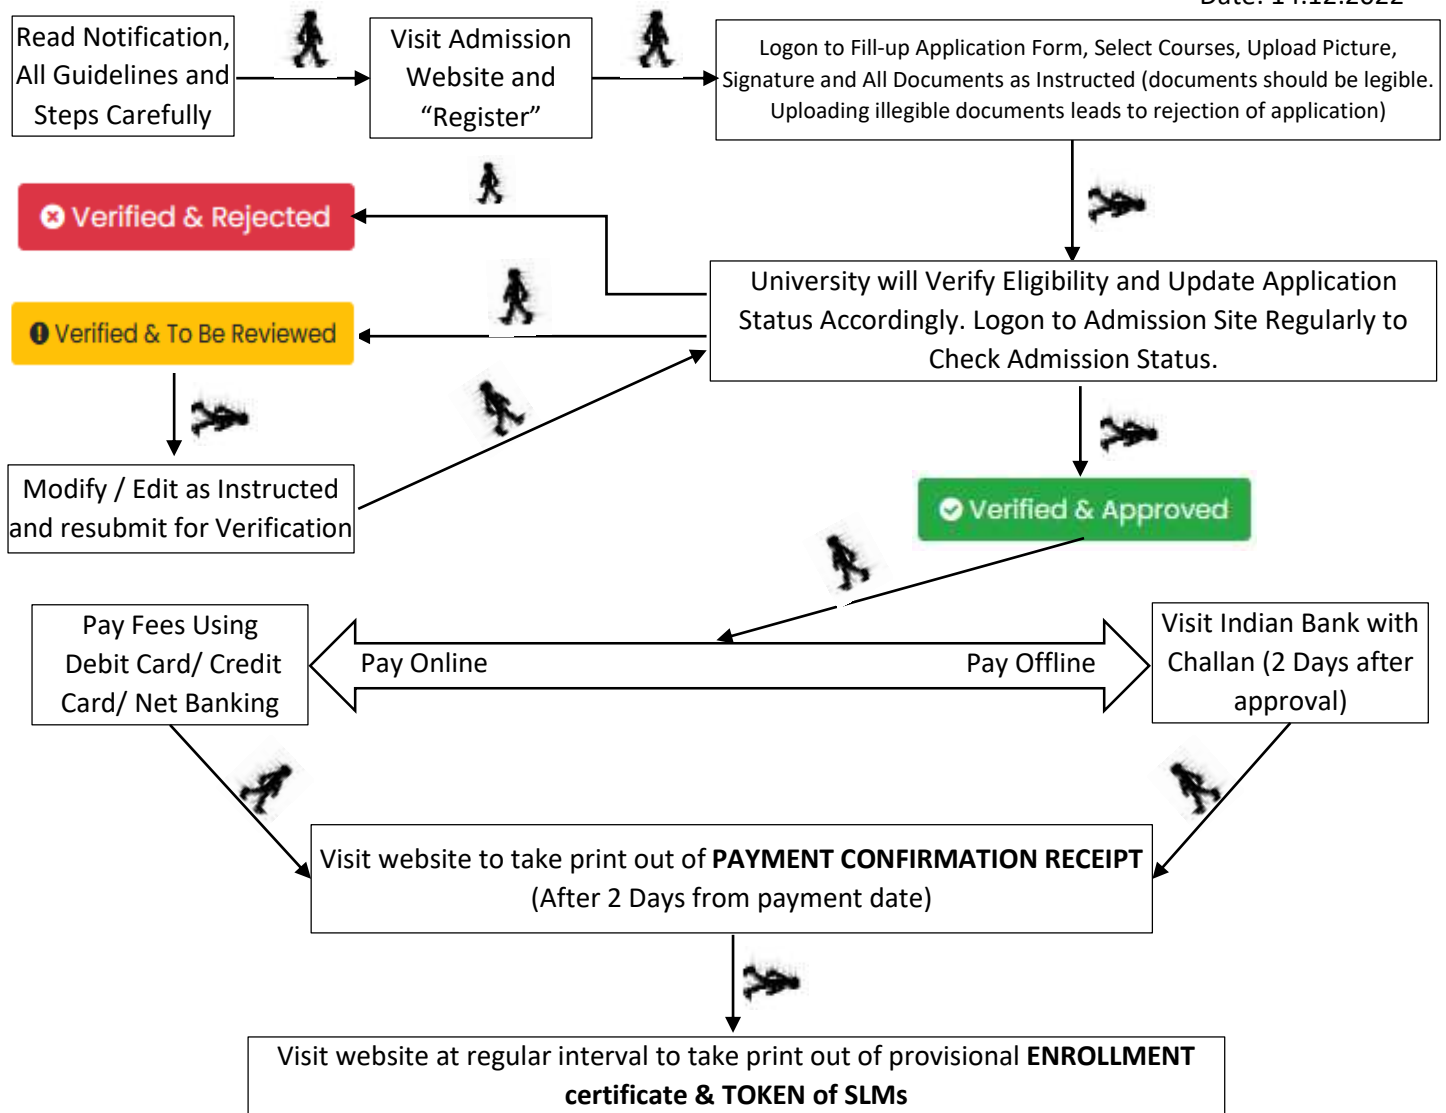 Date: 14.12.2022
Read Notification,
All Guidelines and
Steps Carefully
Visit Admission
Website and
“Register”
Logon to Fill-up Application Form, Select Courses, Upload Picture,
Signature and All Documents as Instructed (documents should be legible.
Uploading illegible documents leads to rejection of application)
Verified & Rejected
University will Verify Eligibility and Update Application
Status Accordingly. Logon to Admission Site Regularly to
Check Admission Status.
Verified & To Be Reviewed
Modify / Edit as Instructed
and resubmit for Verification
Verified & Approved
Pay Fees Using
Debit Card/ Credit
Card/ Net Banking
Pay Online
Pay Offline
Visit Indian Bank with
Challan (2 Days after
approval)
Visit website to take print out of PAYMENT CONFIRMATION RECEIPT
(After 2 Days from payment date)
Visit website at regular interval to take print out of provisional ENROLLMENT
certificate & TOKEN of SLMs